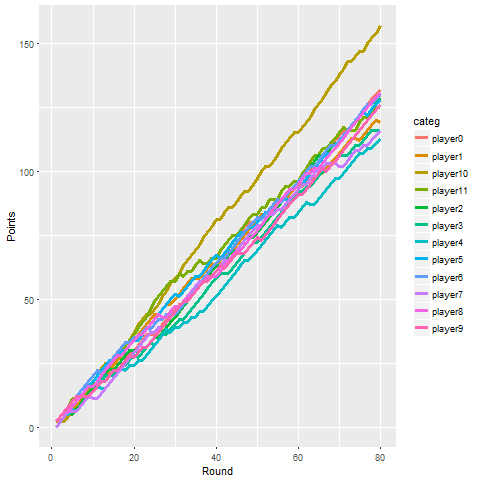 150
100
50
0
Points
0
20
40
60
80
Round
categ
player0
player1
player10
player11
player2
player3
player4
player5
player6
player7
player8
player9